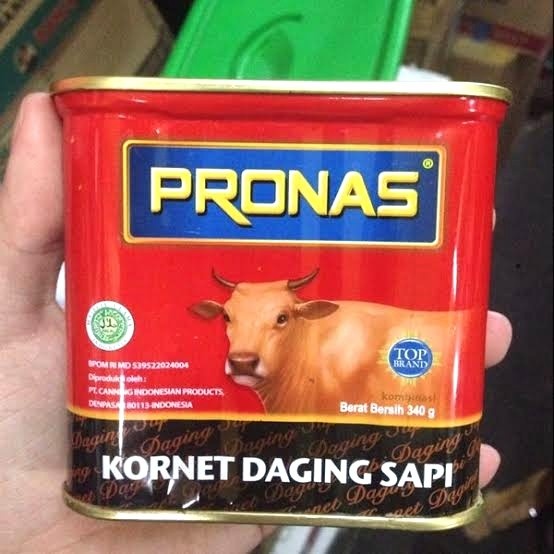 PRONAS®
BPOM RI MD 539522024004
Diproduksi oleh :
PT. CANNING INDONESIAN PRODUCTS,
DENPASAR 80113-INDONESIA
TOP
BRAND
kombinasi
Berat Bersih 340 g
KORNET DAGING SAPI